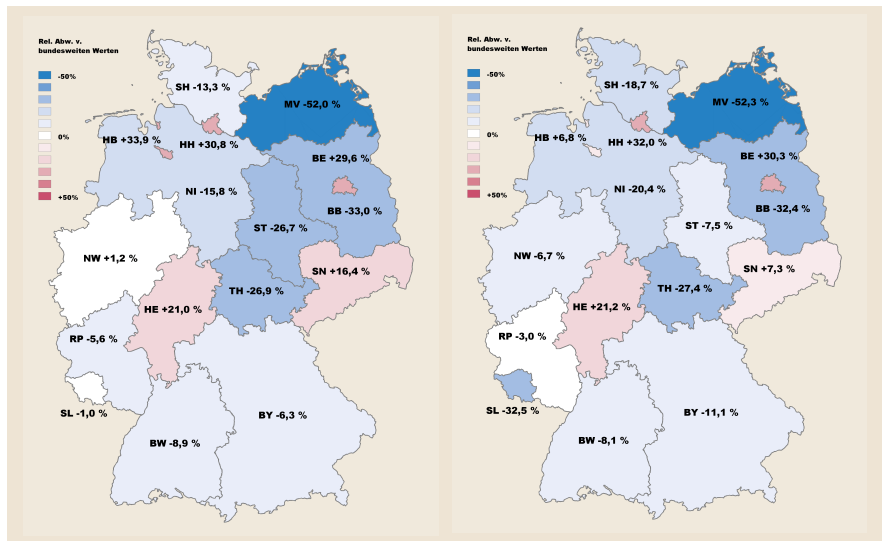 Rel. Abw. v.
bundesweiten Werten
-50%
0%
+50%
SH -13,3 %
MV -52,0 %
HB +33,9 %
HH +30,8 %
BE +29,6 %
NI -15,8 %
BB -33,0 %
ST -26,7 %
NW +1,2 %
SN +16,4 %
TH -26,9 %
HE +21,0 %
RP -5,6 %
SL -1,0 %
BY -6,3 %
BW -8,9 %
Rel. Abw. v.
bundesweiten Werten
-50%
0%
+50%
SH -18,7 %
MV -52,3 %
HB +6,8 %
HH +32,0 %
BE +30,3 %
NI -20,4 %
BB -32,4 %
ST -7,5 %
NW -6,7 %
SN +7,3 %
TH -27,4 %
HE +21,2 %
RP -3,0 %
SL -32,5 %
BY -11,1 %
BW -8,1 %